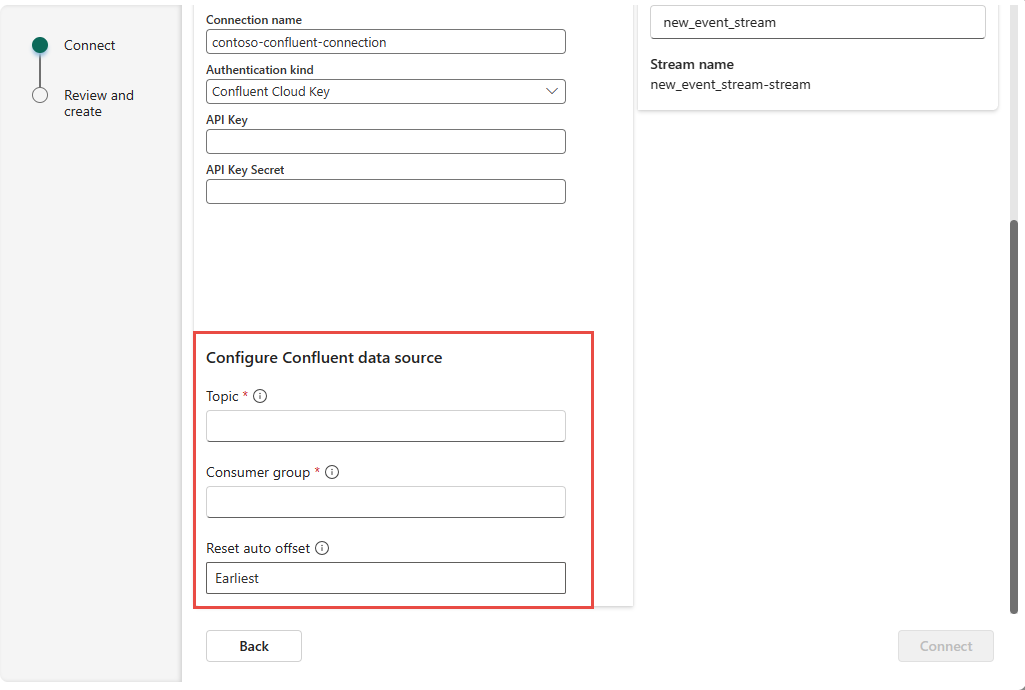 Connect
Review and
create
Connection name
contoso-confluent-connection
Authentication kind
Confluent Cloud Key
API Key
API Key Secret
Configure Confluent data source
Topic *
Consumer group *
Reset auto offset
Earliest
Back
new_event_stream
Stream name
new_event_stream-stream
Connect